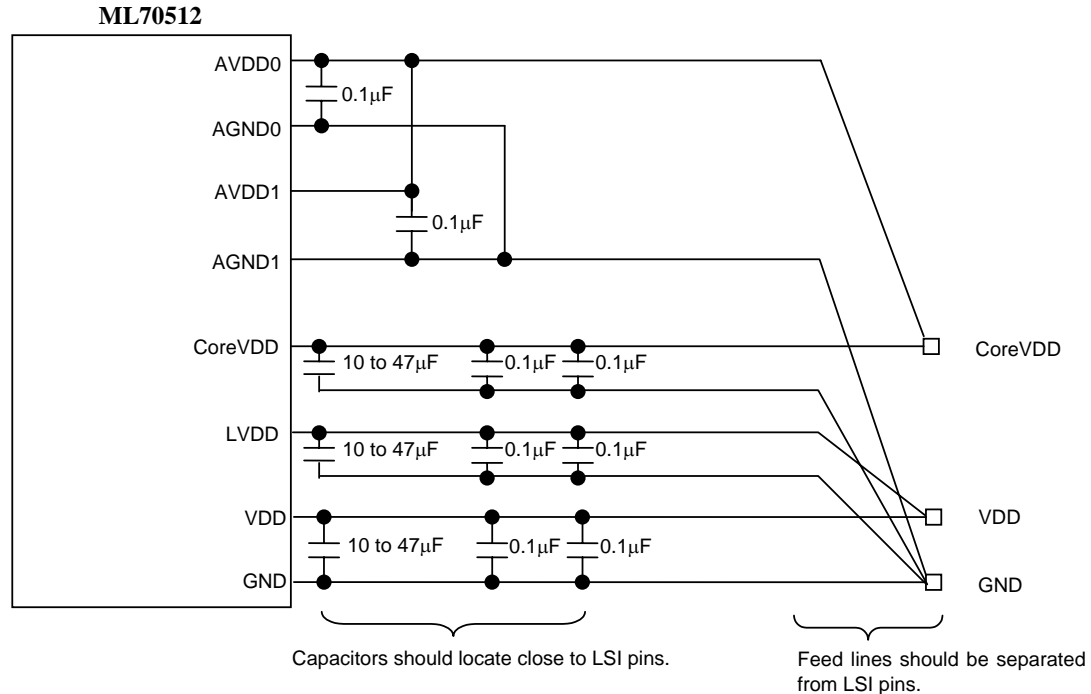 ML70512
AVDD0
0.1μF
AGND0
AVDD1
0.1μF
AGND1
CoreVDD
10 to 47μF
0.1μF
0.1μF
CoreVDD
LVDD
10 to 47μF
0.1μF
0.1μF
VDD
VDD
10 to 47μF
0.1μF
0.1μF
GND
GND
Capacitors should locate close to LSI pins.
Feed lines should be separated
from LSI pins.